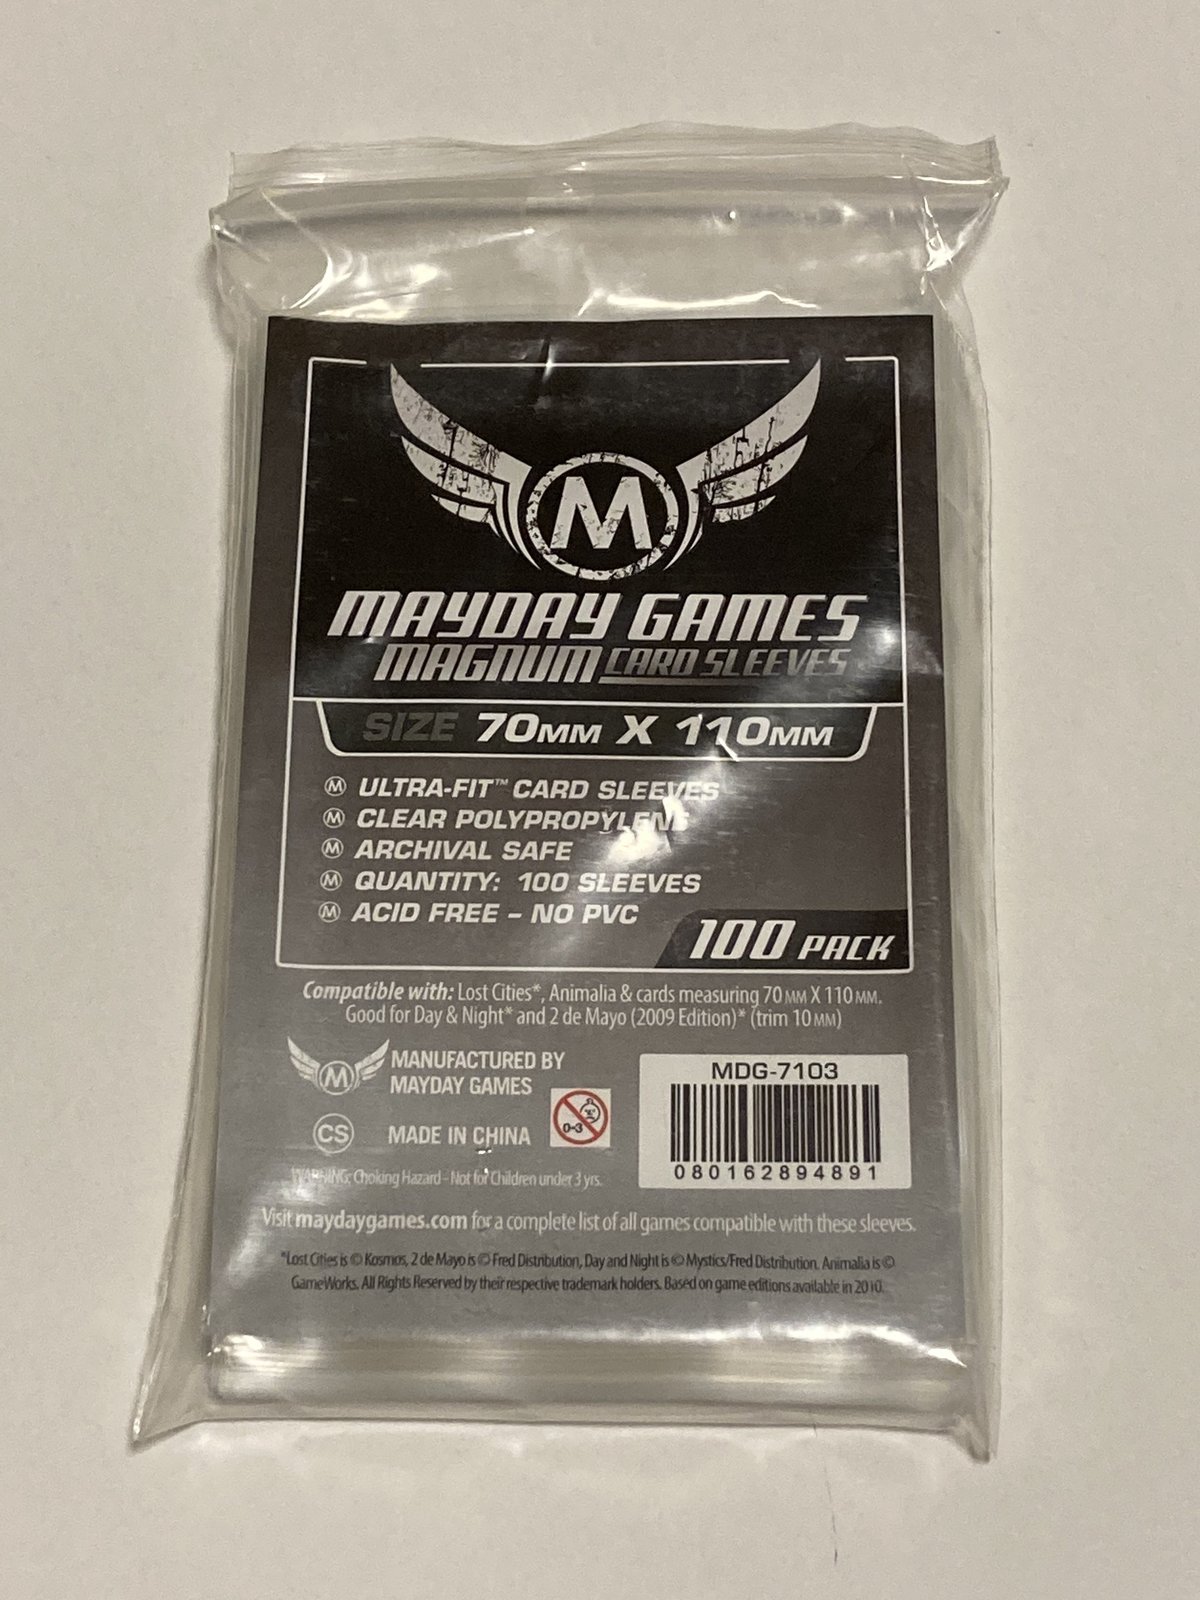 M
MAYDAY GAMES
MAGNUM CARD SLEEVES
SIZE 70MM X 110MM
M ULTRA-FIT™ CARD SLEEVES
M CLEAR POLYPROPYLENE
M ARCHIVAL SAFE
M QUANTITY: 100 SLEEVES
M ACID FREE – NO PVC
100 PACK
Compatible with: Lost Cities*, Animalia & cards measuring 70 MM X 110 MM.
Good for Day & Night* and 2 de Mayo (2009 Edition)* (trim 10 MM)
M
MANUFACTURED BY
MAYDAY GAMES
CS
MADE IN CHINA
0-3
WARNING: Choking Hazard - Not for Children under 3 yrs.
MDG-7103
080162894891
Visit maydaygames.com for a complete list of all games compatible with these sleeves.
*Lost Cities is © Kosmos, 2 de Mayo is © Fred Distribution, Day and Night is © Mystics/Fred Distribution. Animalia is ©
GameWorks. All Rights Reserved by their respective trademark holders. Based on game editions available in 2010.